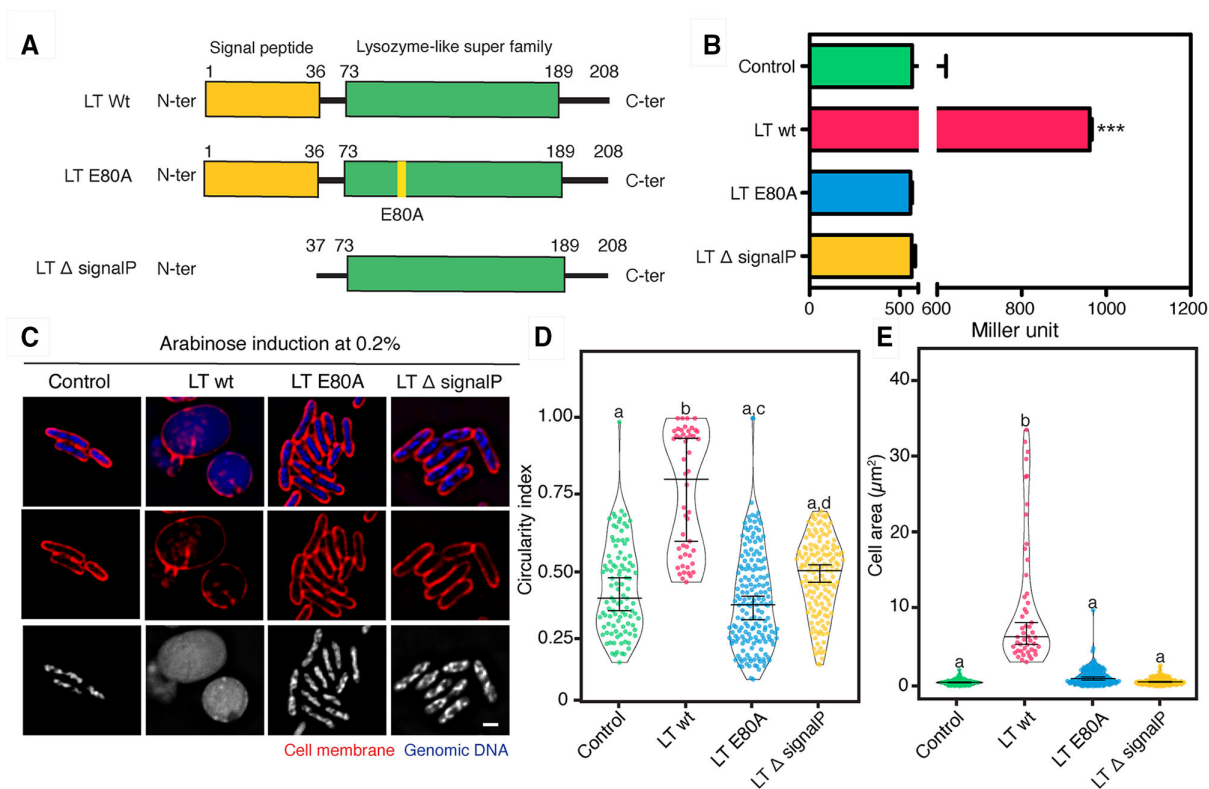 A
Signal peptide
Lysozyme-like super family
1 36 73 189 208
LT Wt N-ter C-ter
1 36 73 189 208
LT E80A N-ter C-ter
E80A
37 73 189 208
LT Δ signalP N-ter C-ter
B
Control
LT wt
***
LT E80A
LT Δ signalP
0 500 600 800 1000 1200
Miller unit
C
Arabinose induction at 0.2%
Control LT wt LT E80A LT Δ signalP
Cell membrane Genomic DNA
D
Circularity index
1.00
0.75
0.50
0.25
0
a b a,c a,d
Control LT wt LT E80A LT Δ signalP
E
Cell area (µm²)
40
30
20
10
0
a b a a
Control LT wt LT E80A LT Δ signalP